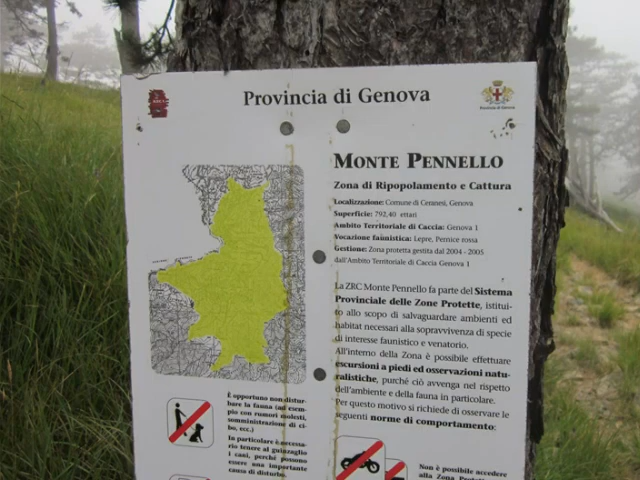 Provincia di Genova
Provincia di Genova
MONTE PENNELLO
Zona di Ripopolamento e Cattura
Localizzazione: Comune di Ceranesi, Genova
Superficie: 792,40 ettari
Ambito Territoriale di Caccia: Genova 1
Vocazione faunistica: Lepre, Pernice rossa
Gestione: Zona protetta gestita dal 2004 - 2005
dall'Ambito Territoriale di Caccia Genova 1
La ZRC Monte Pennello fa parte del Sistema
Provinciale delle Zone Protette, istitui-
to allo scopo di salvaguardare ambienti ed
habitat necessari alla sopravvivenza di specie
di interesse faunistico e venatorio.
All'interno della Zona è possibile effettuare
escursioni a piedi ed osservazioni natu-
ralistiche, purché ciò avvenga nel rispetto
dell'ambiente e della fauna in particolare.
Per questo motivo si richiede di osservare le
seguenti norme di comportamento:
È opportuno non distur-
bare la fauna (ad esem-
pio con rumori molesti,
somministrazione di ci-
bo, ecc.)
In particolare è necessa-
rio tenere al guinzaglio
i cani, perché possono
essere una importante
causa di disturbo.
Non è possibile accedere
alla Zona Protetta